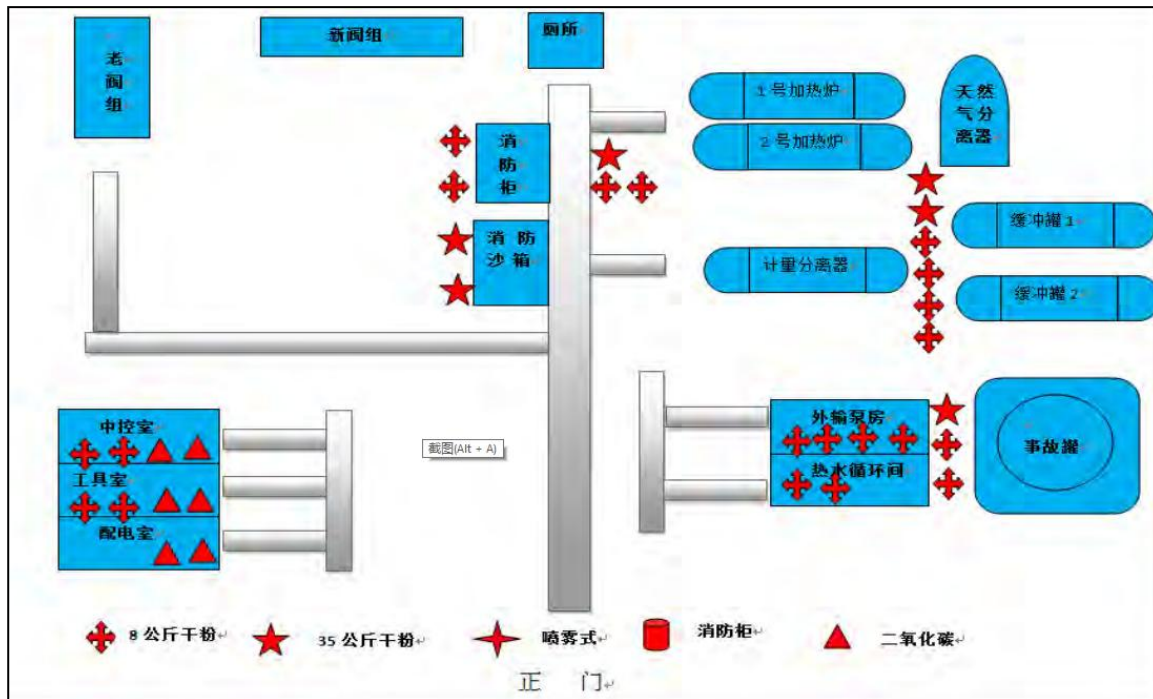 老阀组
新阀组
厕所
1号加热炉
2号加热炉
天然气分离器
消防柜
消防沙箱
缓冲罐1
计量分离器
缓冲罐2
中控室
工具室
配电室
截图(Alt + A)
外输泵房
热水循环间
事故罐
8公斤干粉
35公斤干粉
喷雾式
消防柜
二氧化碳
正 门